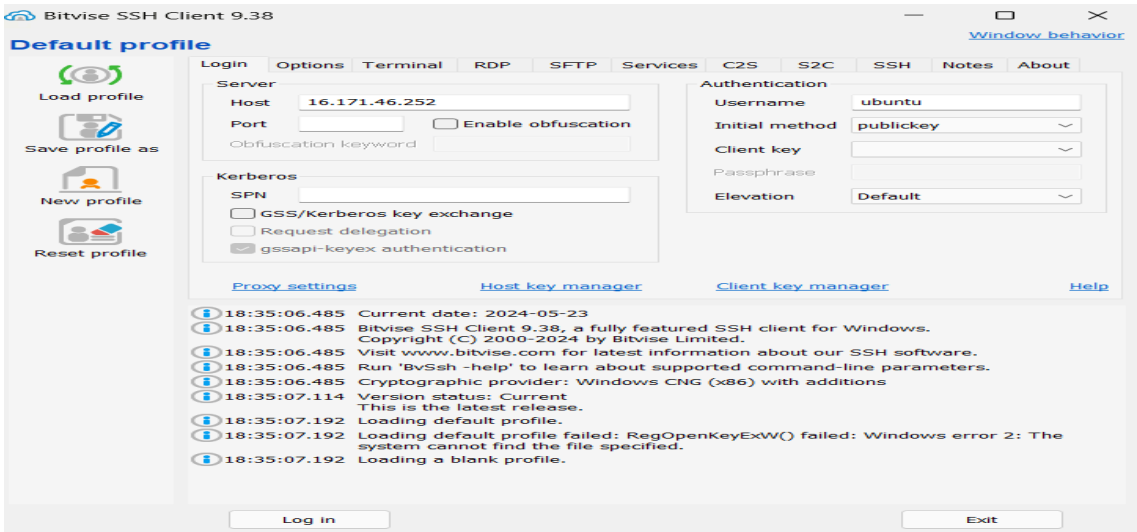 Bitvise SSH Client 9.38
Default profile
Window behavior
Load profile
Save profile as
New profile
Reset profile
Login Options Terminal RDP SFTP Services C2S S2C SSH Notes About
Server
Host 16.171.46.252
Port Enable obfuscation
Obfuscation keyword
Kerberos
SPN
GSS/Kerberos key exchange
Request delegation
gssapi-keyex authentication
Authentication
Username ubuntu
Initial method publickey
Client key
Passphrase
Elevation Default
Proxy settings Host key manager Client key manager Help
18:35:06.485 Current date: 2024-05-23
18:35:06.485 Bitvise SSH Client 9.38, a fully featured SSH client for Windows.
Copyright (C) 2000-2024 by Bitvise Limited.
18:35:06.485 Visit www.bitvise.com for latest information about our SSH software.
18:35:06.485 Run 'BvSsh -help' to learn about supported command-line parameters.
18:35:06.485 Cryptographic provider: Windows CNG (x86) with additions
18:35:07.114 Version status: Current
This is the latest release.
18:35:07.192 Loading default profile.
18:35:07.192 Loading default profile failed: RegOpenKeyExW() failed: Windows error 2: The
system cannot find the file specified.
18:35:07.192 Loading a blank profile.
Log in Exit